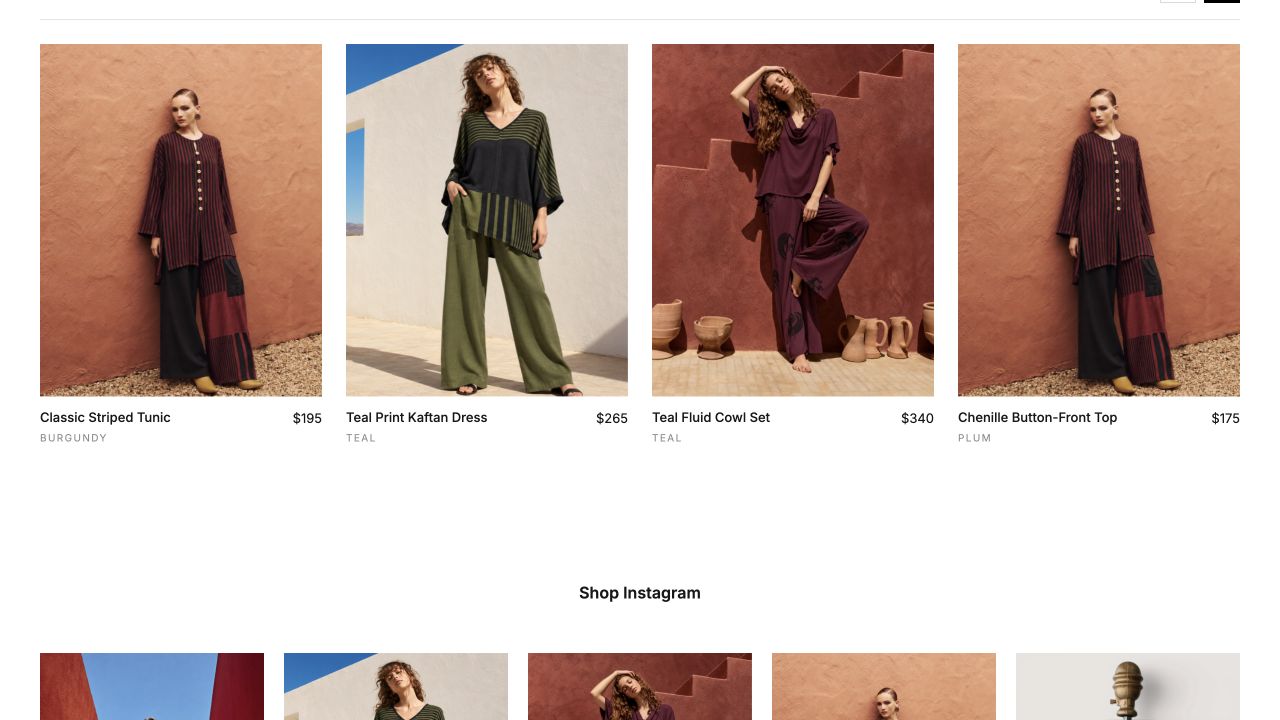 Classic Striped Tunic $195
BURGUNDY
Teal Print Kaftan Dress $265
TEAL
Teal Fluid Cowl Set $340
TEAL
Chenille Button-Front Top $175
PLUM
Shop Instagram